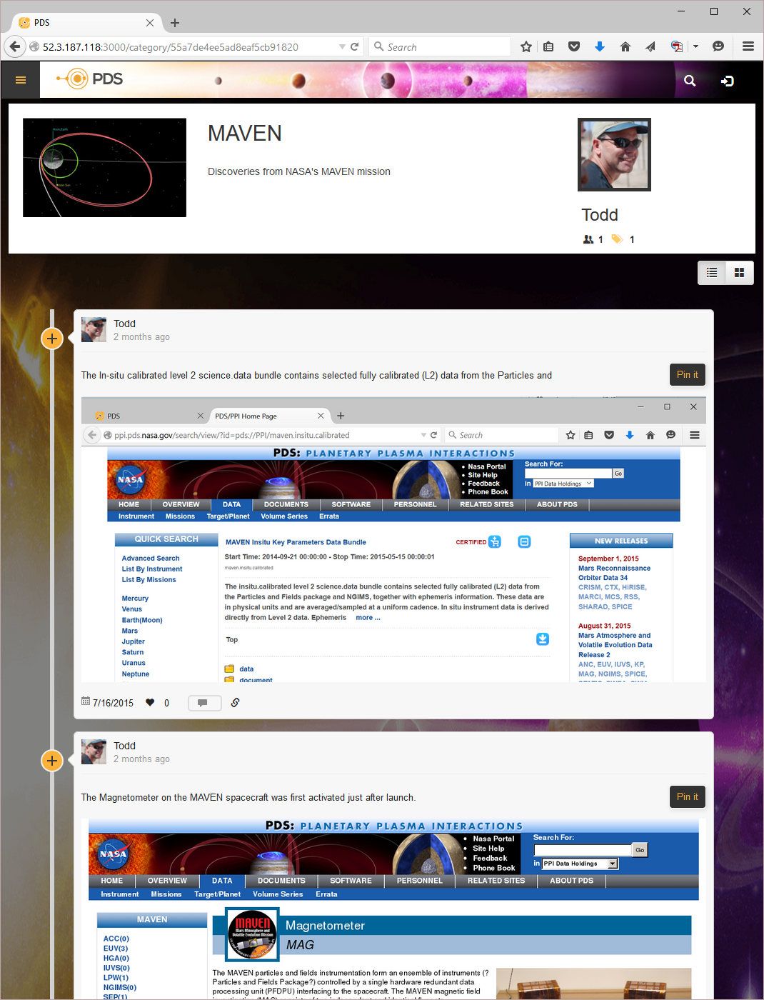 PDS
52.3.187.118:3000/category/55a7de4ee5ad8eaf5cb91820
Search
PDS
MAVEN
Discoveries from NASA's MAVEN mission
Todd
1 1
Todd
2 months ago
The In-situ calibrated level 2 science.data bundle contains selected fully calibrated (L2) data from the Particles and
Pin it
PDS
PDS/PPI Home Page
ppi.pds.nasa.gov/search/view/?id=pds://PPI/maven.insitu.calibrated
Search
PDS: PLANETARY PLASMA INTERACTIONS
NASA
• Nasa Portal
• Site Help
• Feedback
• Phone Book
Search For:
Go
in PPI Data Holdings
HOME OVERVIEW DATA DOCUMENTS SOFTWARE PERSONNEL RELATED SITES ABOUT PDS
Instrument Missions Target/Planet Volume Series Errata
QUICK SEARCH
Advanced Search
List By Instrument
List By Missions
Mercury
Venus
Earth(Moon)
Mars
Jupiter
Saturn
Uranus
Neptune
MAVEN Insitu Key Parameters Data Bundle
CERTIFIED
Start Time: 2014-09-21 00:00:00 - Stop Time: 2015-05-15 00:00:01
maven.insitu.calibrated
The insitu.calibrated level 2 science.data bundle contains selected fully calibrated (L2) data from
the Particles and Fields package and NGIMS, together with ephemeris information. These data are
in physical units and are averaged/sampled at a uniform cadence. In situ instrument data is derived
directly from Level 2 data. Ephemeris more ...
Top
data
document
NEW RELEASES
September 1, 2015
Mars Reconnaissance
Orbiter Data 34
CRISM, CTX, HiRISE,
MARCI, MCS, RSS,
SHARAD, SPICE
August 31, 2015
Mars Atmosphere and
Volatile Evolution Data
Release 2
ANC, EUV, IUVS, KP,
MAG, NGIMS, SPICE,
7/16/2015 0
Todd
2 months ago
The Magnetometer on the MAVEN spacecraft was first activated just after launch.
Pin it
PDS: PLANETARY PLASMA INTERACTIONS
NASA
• Nasa Portal
• Site Help
• Feedback
• Phone Book
Search For:
Go
in PPI Data Holdings
HOME OVERVIEW DATA DOCUMENTS SOFTWARE PERSONNEL RELATED SITES ABOUT PDS
Instrument Missions Target/Planet Volume Series Errata
MAVEN
ACC(0)
EUV(3)
HGA(0)
IUVS(0)
LPW(1)
NGIMS(0)
SEP(1)
MAVEN
Mars Atmosphere and
Volatile Evolution Mission
Magnetometer
MAG
The MAVEN particles and fields instrumentation form an ensemble of instruments (?
Particles and Fields Package?) controlled by a single hardware redundant data
processing unit (PFDPU) interfacing to the spacecraft. The MAVEN magnetic field